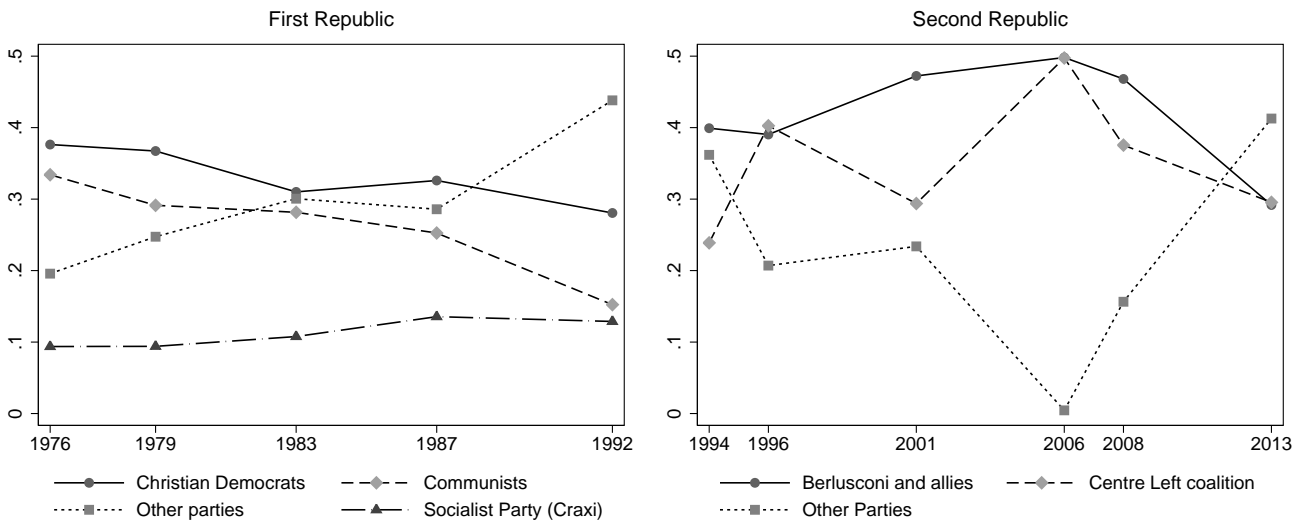 First Republic
.5
.4
.3
.2
.1
0
1976 1979 1983 1987 1992
Christian Democrats Communists
Other parties Socialist Party (Craxi)
Second Republic
.5
.4
.3
.2
.1
0
1994 1996 2001 2006 2008 2013
Berlusconi and allies Centre Left coalition
Other Parties